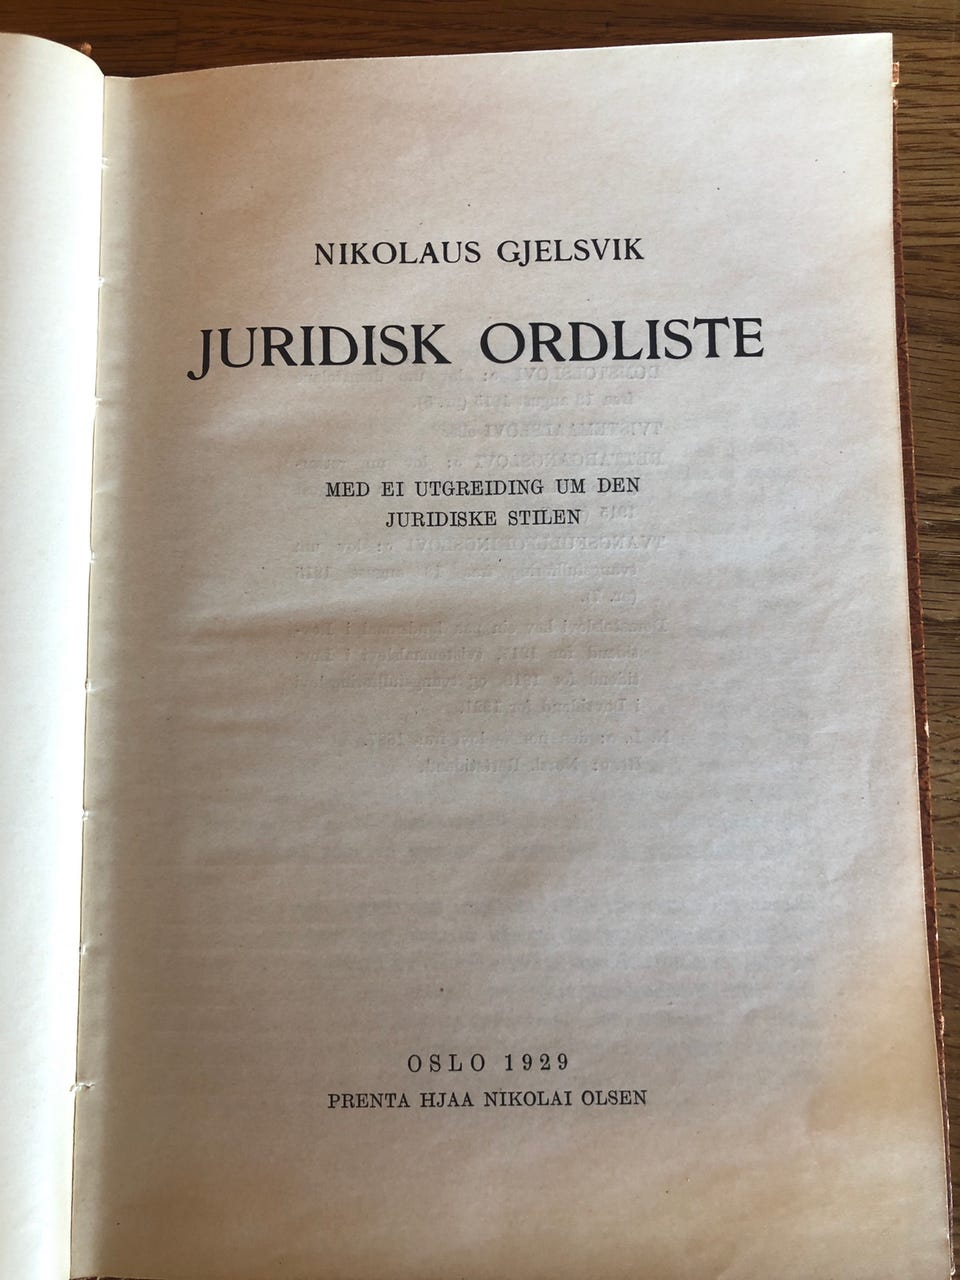 NIKOLAUS GJELSVIK
JURIDISK ORDLISTE
MED EI UTGREIDING UM DEN
JURIDISKE STILEN
OSLO 1929
PRENTA HJAA NIKOLAI OLSEN